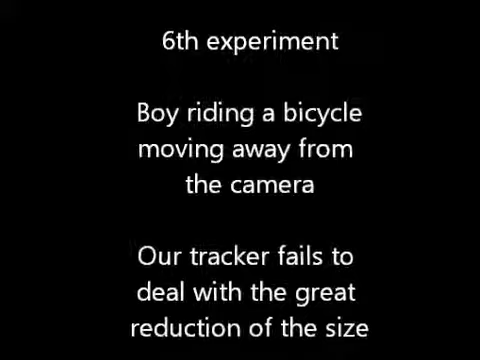 6th experiment
Boy riding a bicycle
moving away from
the camera
Our tracker fails to
deal with the great
reduction of the size